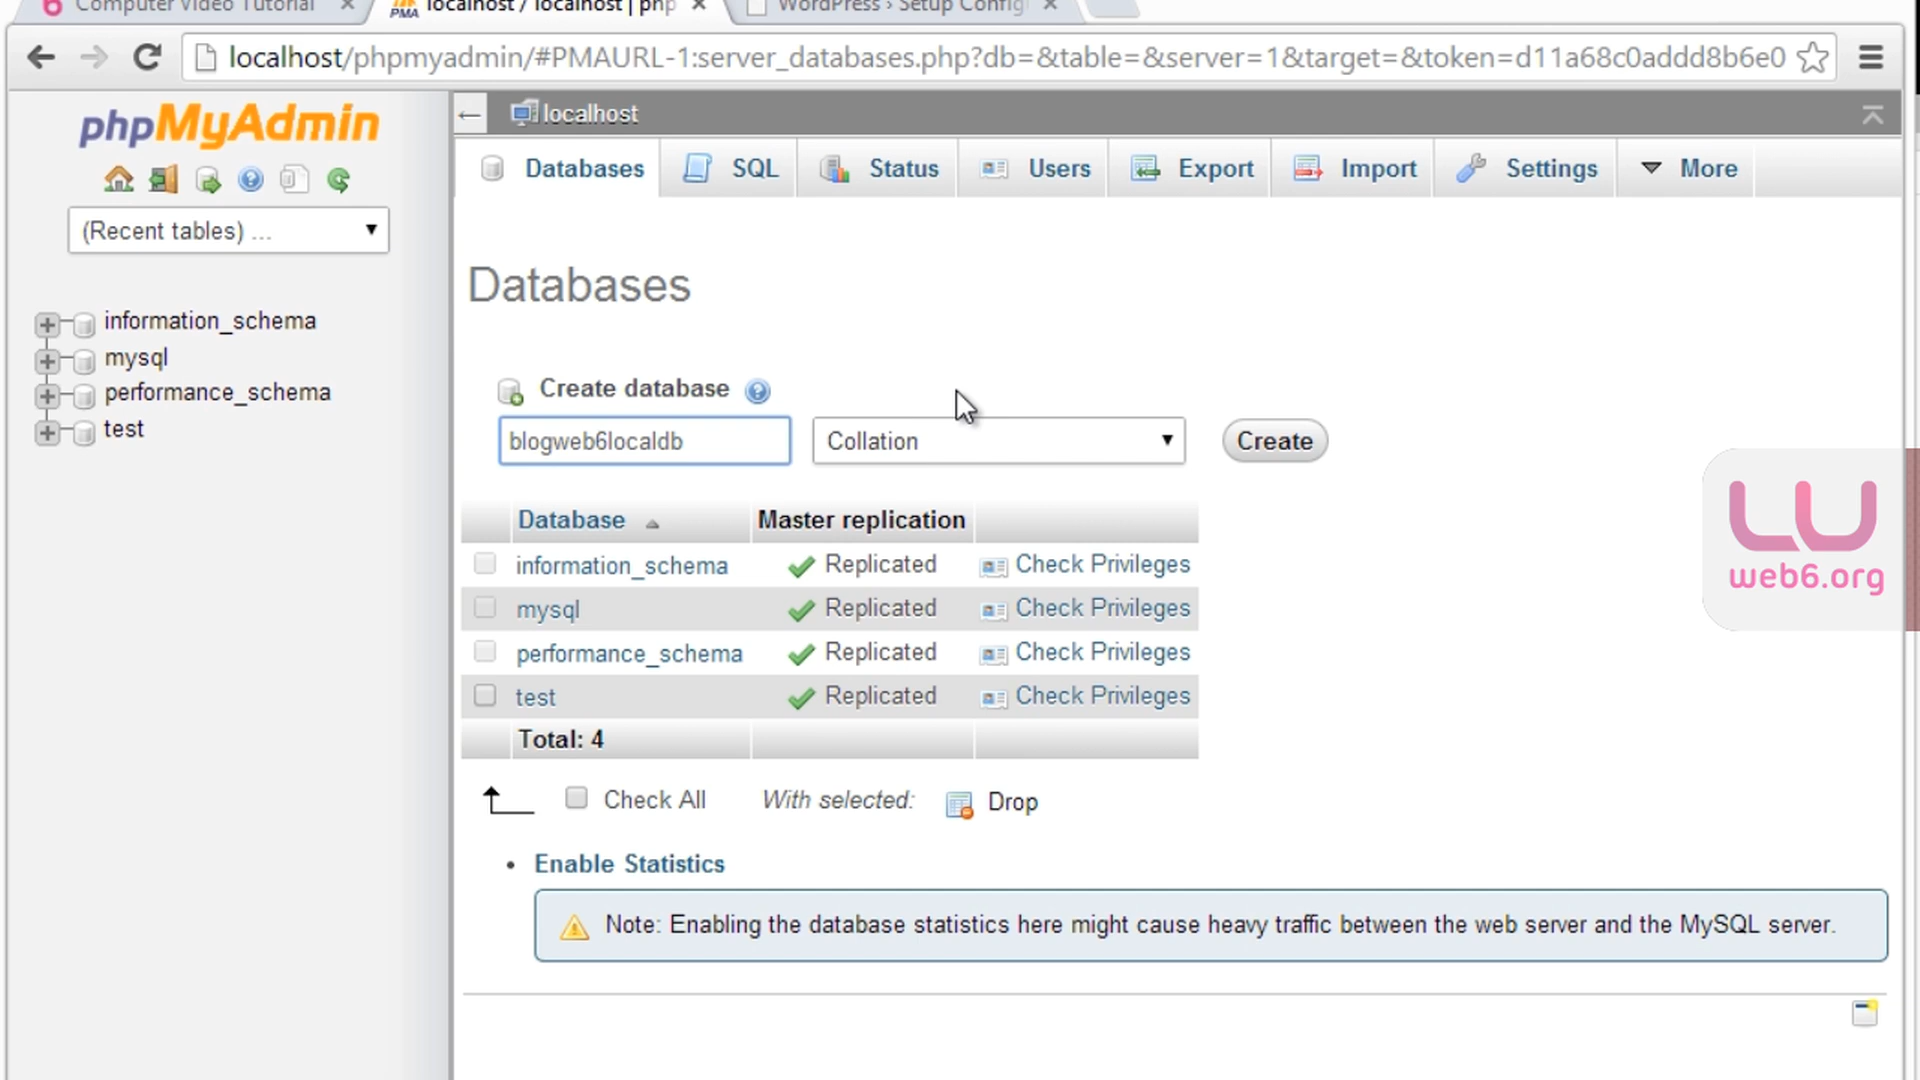 Computer Video Tutorial
localhost / localhost | php
WordPress › Setup Config
localhost/phpmyadmin/#PMAURL-1:server_databases.php?db=&table=&server=1&target=&token=d11a68c0addd8b6e0
phpMyAdmin
(Recent tables) ...
information_schema
mysql
performance_schema
test
localhost
Databases
SQL
Status
Users
Export
Import
Settings
More
Databases
Create database
blogweb6localdb
Collation
Create
Database
Master replication
information_schema Replicated Check Privileges
mysql Replicated Check Privileges
performance_schema Replicated Check Privileges
test Replicated Check Privileges
Total: 4
Check All With selected: Drop
• Enable Statistics
Note: Enabling the database statistics here might cause heavy traffic between the web server and the MySQL server.
web6.org